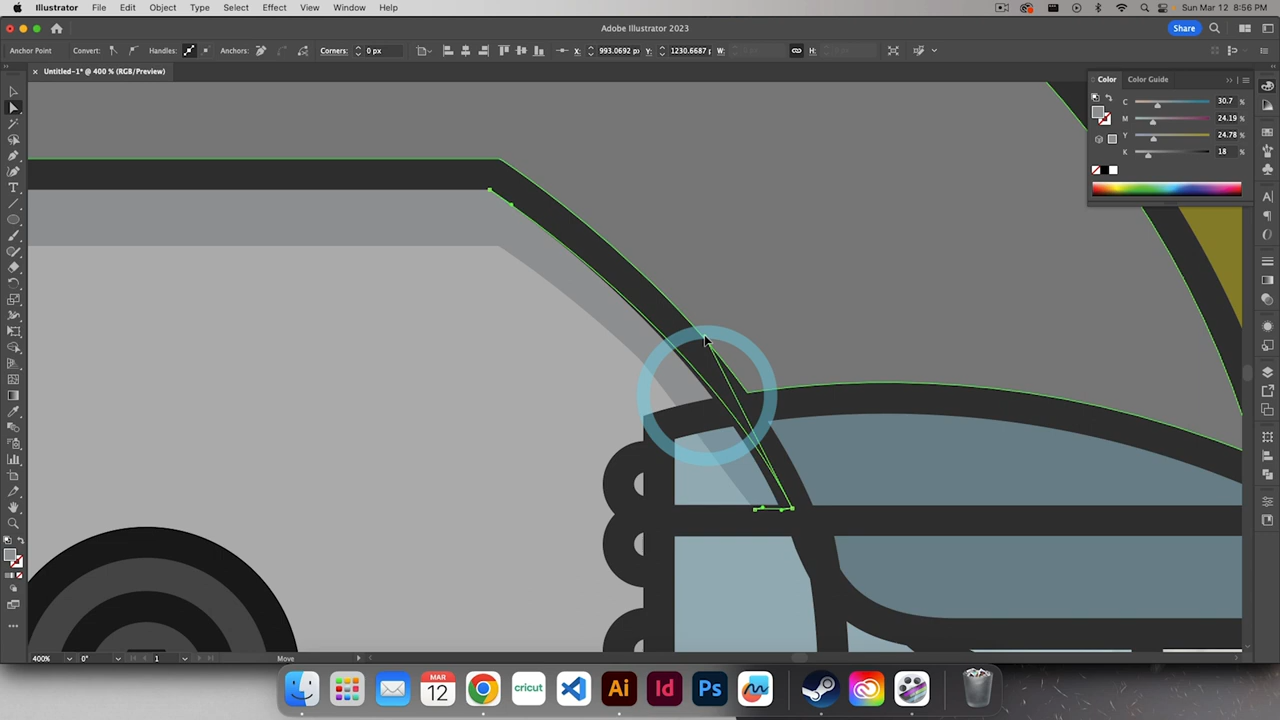 Illustrator File Edit Object Type Select Effect View Window Help Sun Mar 12 8:56 PM
Adobe Illustrator 2023
Share
Anchor Point Convert: Handles: Anchors: Corners: 0 px X: 993.0692 px Y: 1230.6687 p W: H:
Untitled-1* @ 400 % (RGB/Preview)
Color Color Guide
C 30.7 %
M 24.19 %
Y 24.78 %
K 18 %
400% 0° 1 Move
MAR
12
cricut
Ai Id Ps